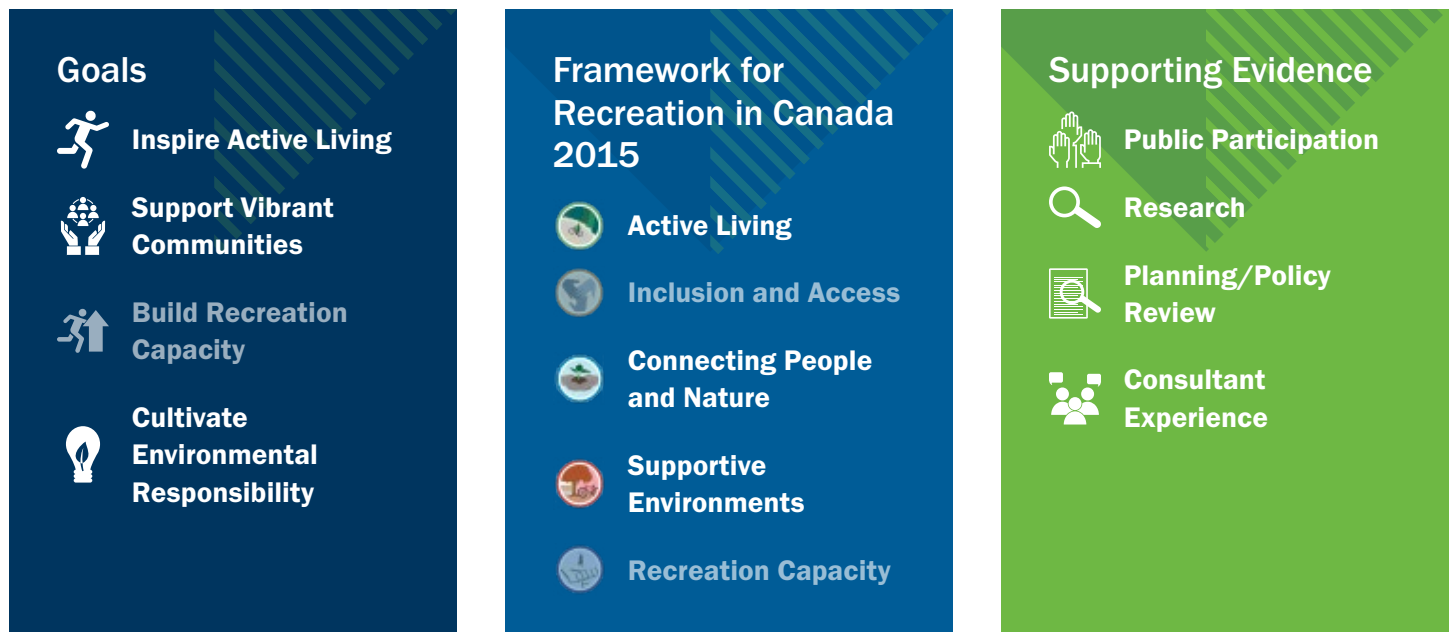 Goals
Inspire Active Living
Support Vibrant
Communities
Build Recreation
Capacity
Cultivate
Environmental
Responsibility
Framework for
Recreation in Canada
2015
Active Living
Inclusion and Access
Connecting People
and Nature
Supportive
Environments
Recreation Capacity
Supporting Evidence
Public Participation
Research
Planning/Policy
Review
Consultant
Experience